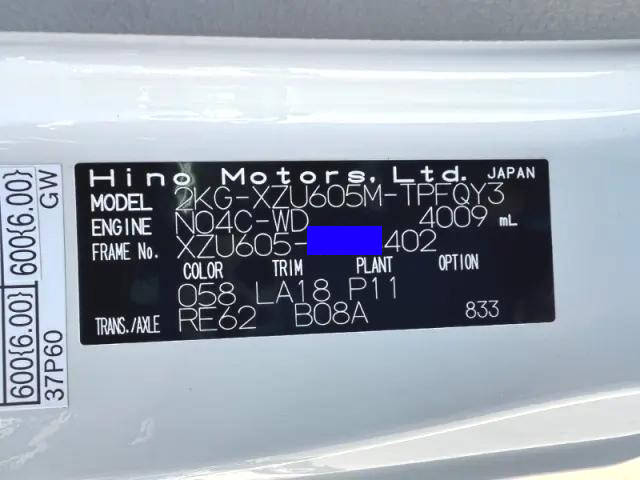 Hino Motors, Ltd. JAPAN
MODEL 2KG-XZU605M-TPFQY3
ENGINE N04C-WD 4009 mL
FRAME No. XZU605- 402
COLOR TRIM PLANT OPTION
058 LA18 P11
TRANS./AXLE RE62 B08A 833
600{6.00} 600{6.00}
37P60 GW